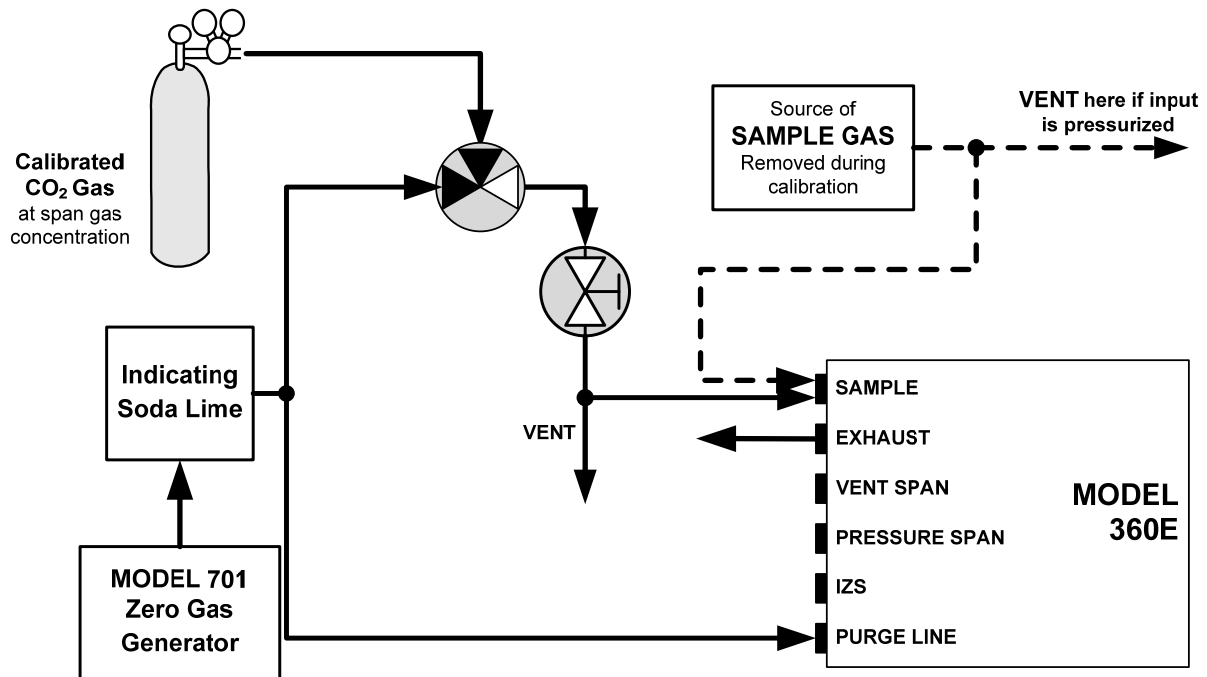 Calibrated
CO₂ Gas
at span gas
concentration
Source of
SAMPLE GAS
Removed during
calibration
VENT here if input
is pressurized
Indicating
Soda Lime
VENT
MODEL 701
Zero Gas
Generator
SAMPLE
EXHAUST
VENT SPAN
PRESSURE SPAN
IZS
PURGE LINE
MODEL
360E